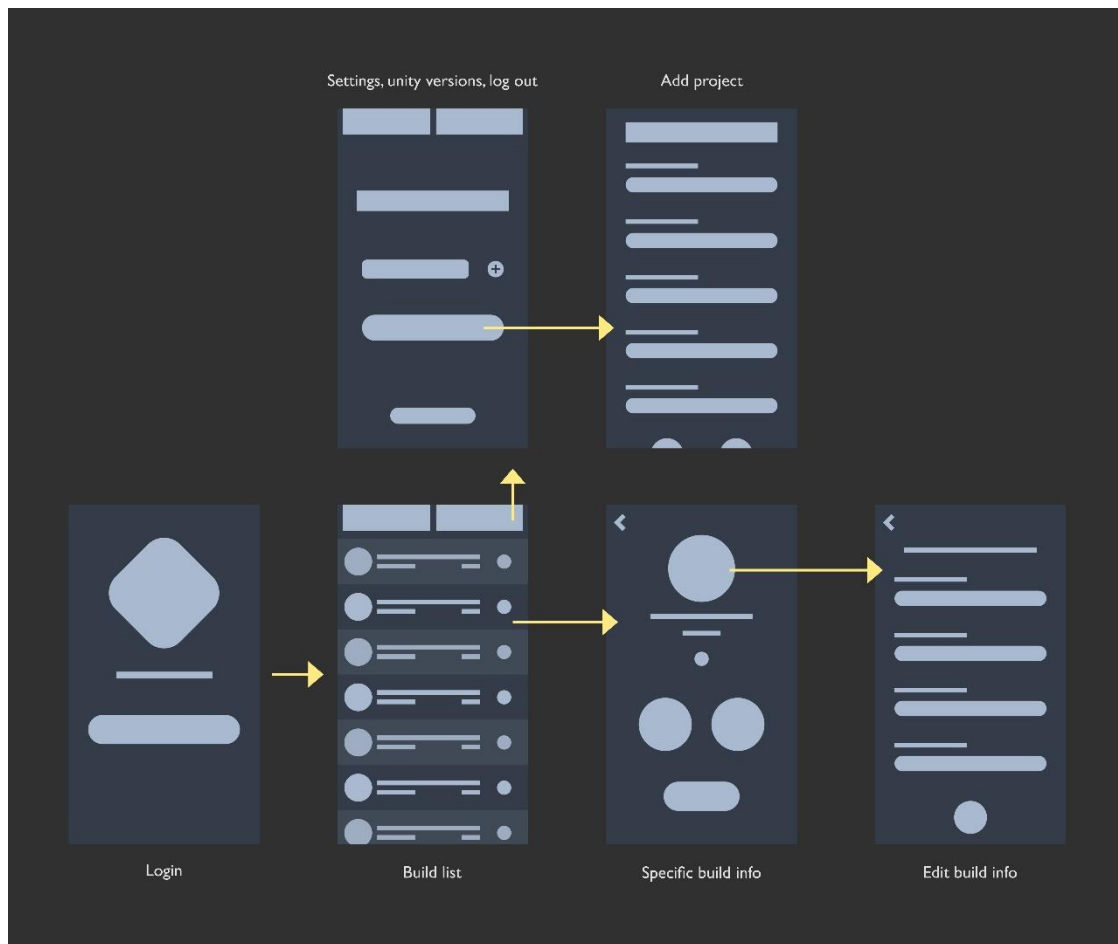 Settings, unity versions, log out
Add project
Login
Build list
Specific build info
Edit build info